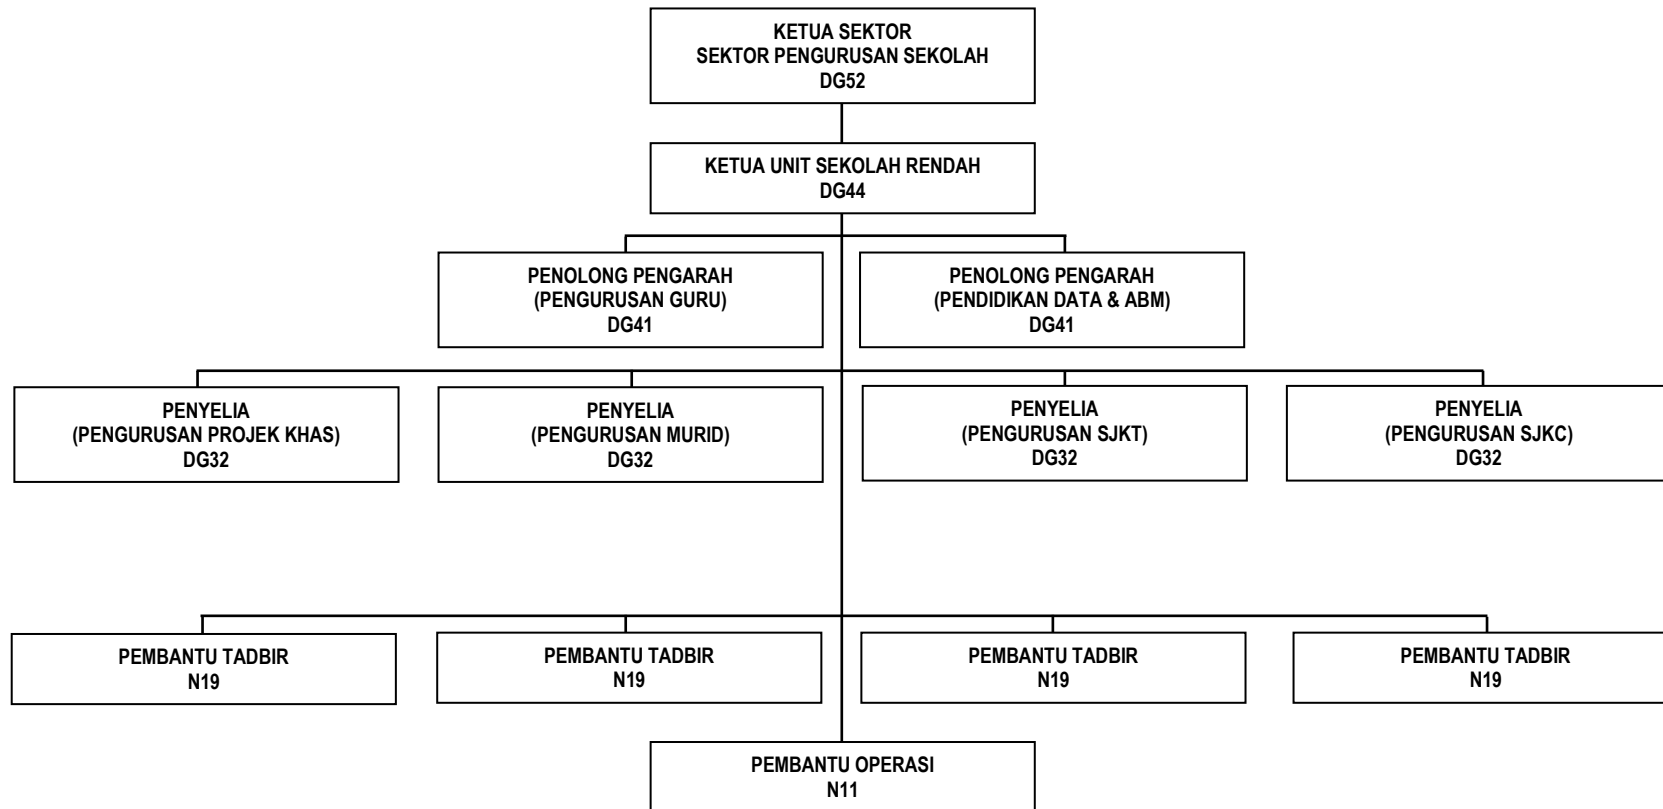 KETUA SEKTOR
SEKTOR PENGURUSAN SEKOLAH
DG52
KETUA UNIT SEKOLAH RENDAH
DG44
PENOLONG PENGARAH
(PENGURUSAN GURU)
DG41
PENOLONG PENGARAH
(PENDIDIKAN DATA & ABM)
DG41
PENYELIA
(PENGURUSAN PROJEK KHAS)
DG32
PENYELIA
(PENGURUSAN MURID)
DG32
PENYELIA
(PENGURUSAN SJKT)
DG32
PENYELIA
(PENGURUSAN SJKC)
DG32
PEMBANTU TADBIR
N19
PEMBANTU TADBIR
N19
PEMBANTU TADBIR
N19
PEMBANTU TADBIR
N19
PEMBANTU OPERASI
N11